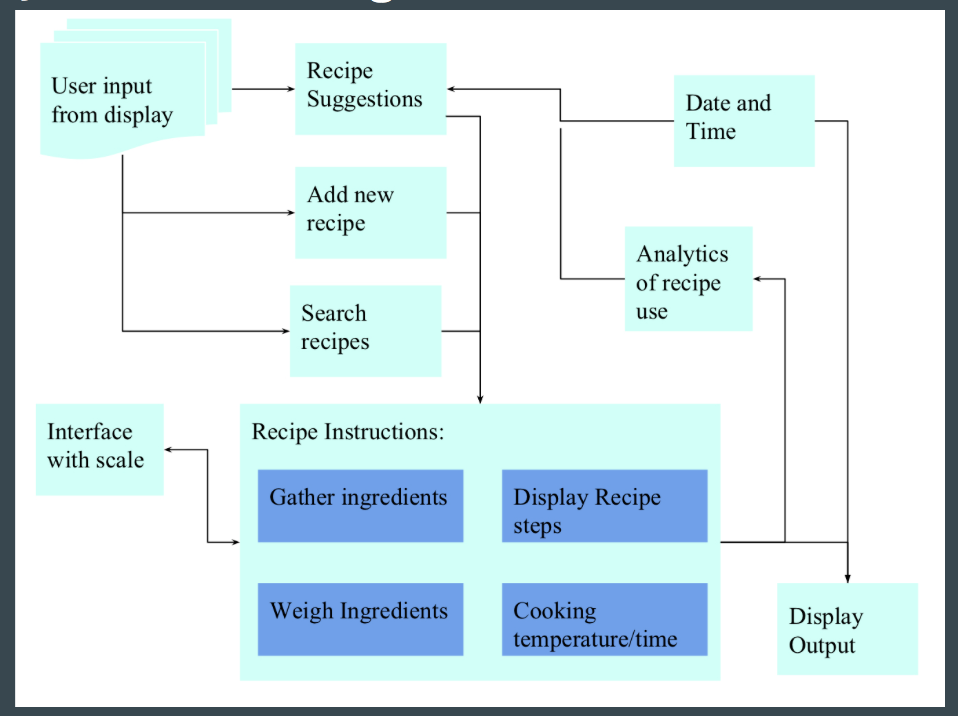 User input
from display
Recipe
Suggestions
Date and
Time
Add new
recipe
Analytics
of recipe
use
Search
recipes
Interface
with scale
Recipe Instructions:
Gather ingredients
Display Recipe
steps
Weigh Ingredients
Cooking
temperature/time
Display
Output